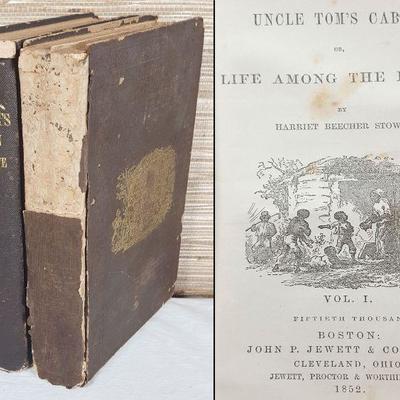 UNCLE TOM'S CAB
OR,
LIFE AMONG THE
BY
HARRIET BEECHER STOW
VOL. I.
FIFTIETH THOUSAN
BOSTON:
JOHN P. JEWETT & CO
CLEVELAND, OHIO
JEWETT, PROCTOR & WORTHI
1852.